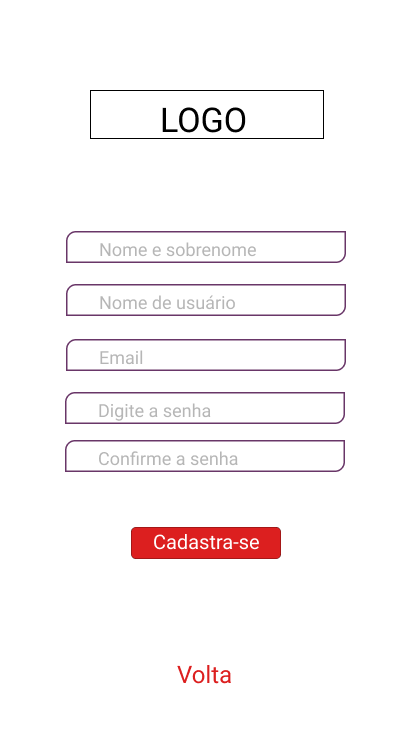 LOGO
Nome e sobrenome
Nome de usuário
Email
Digite a senha
Confirme a senha
Cadastra-se
Volta